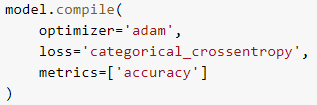 model.compile(
    optimizer='adam',
    loss='categorical_crossentropy',
    metrics=['accuracy']
)